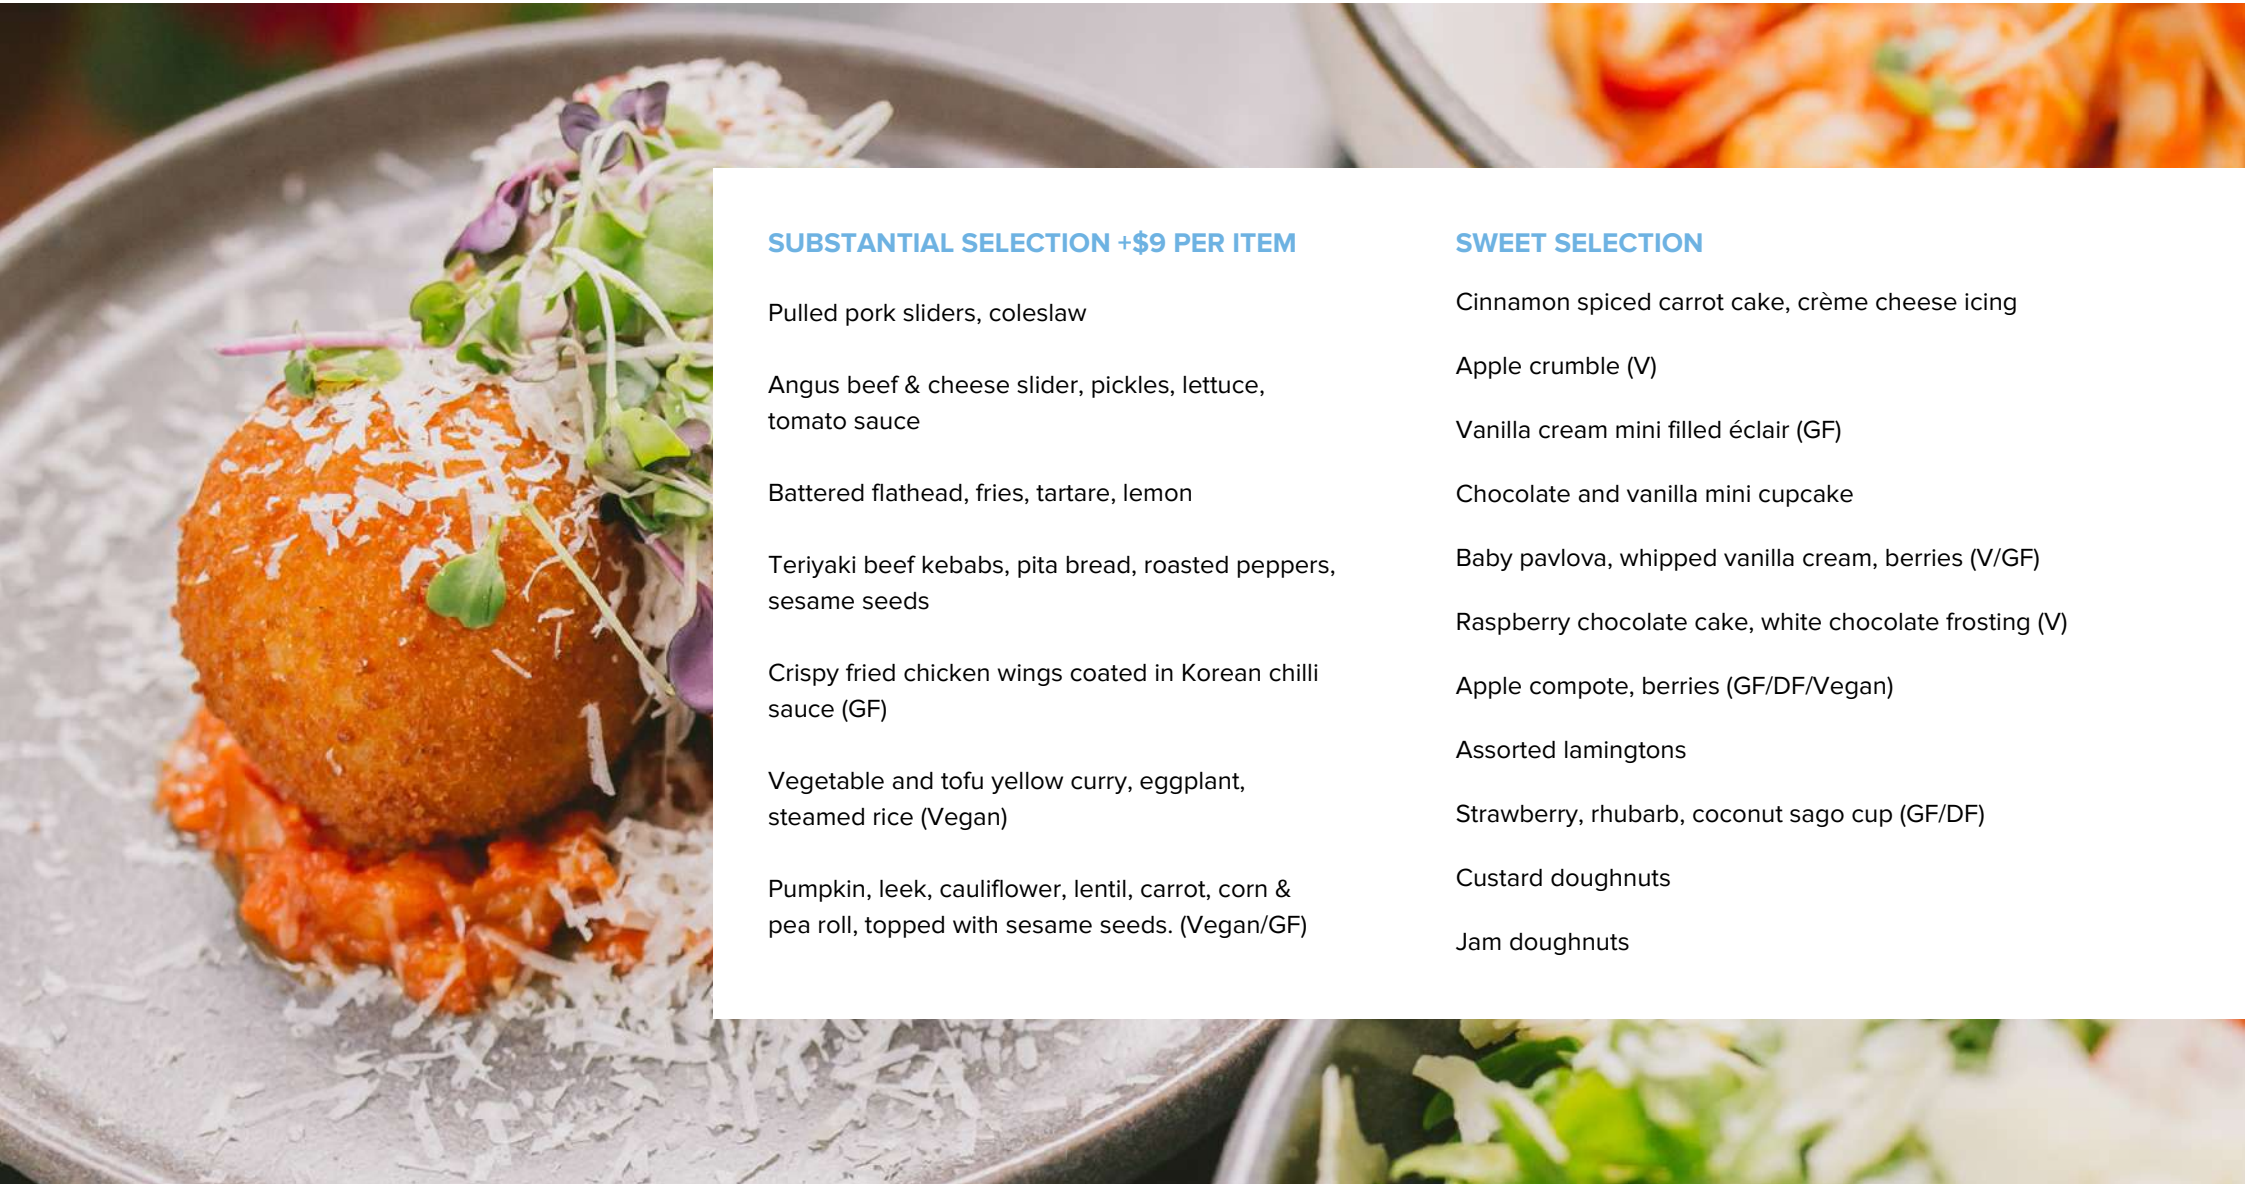 SUBSTANTIAL SELECTION +$9 PER ITEM
Pulled pork sliders, coleslaw
Angus beef & cheese slider, pickles, lettuce,
tomato sauce
Battered flathead, fries, tartare, lemon
Teriyaki beef kebabs, pita bread, roasted peppers,
sesame seeds
Crispy fried chicken wings coated in Korean chilli
sauce (GF)
Vegetable and tofu yellow curry, eggplant,
steamed rice (Vegan)
Pumpkin, leek, cauliflower, lentil, carrot, corn &
pea roll, topped with sesame seeds. (Vegan/GF)
SWEET SELECTION
Cinnamon spiced carrot cake, crème cheese icing
Apple crumble (V)
Vanilla cream mini filled éclair (GF)
Chocolate and vanilla mini cupcake
Baby pavlova, whipped vanilla cream, berries (V/GF)
Raspberry chocolate cake, white chocolate frosting (V)
Apple compote, berries (GF/DF/Vegan)
Assorted lamingtons
Strawberry, rhubarb, coconut sago cup (GF/DF)
Custard doughnuts
Jam doughnuts